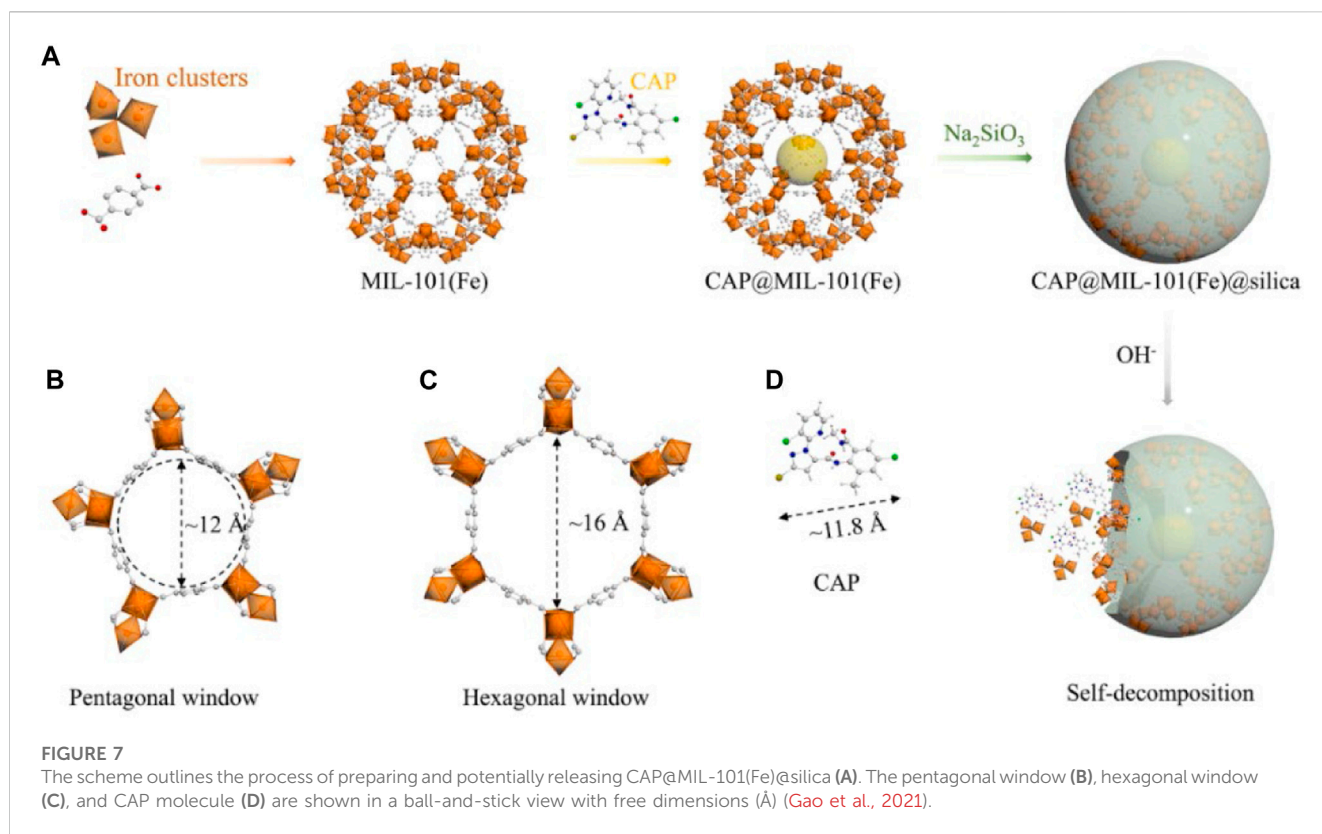 A
Iron clusters
CAP
Na₂SiO₃
MIL-101(Fe)
CAP@MIL-101(Fe)
CAP@MIL-101(Fe)@silica
OH⁻
B
~12 Å
Pentagonal window
C
~16 Å
Hexagonal window
D
~11.8 Å
CAP
Self-decomposition
FIGURE 7
The scheme outlines the process of preparing and potentially releasing CAP@MIL-101(Fe)@silica (A). The pentagonal window (B), hexagonal window
(C), and CAP molecule (D) are shown in a ball-and-stick view with free dimensions (Å) (Gao et al., 2021).